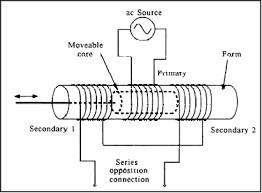 ac Source
Moveable
core
Primary
Form
Secondary 1
Secondary 2
Series
opposition
connection